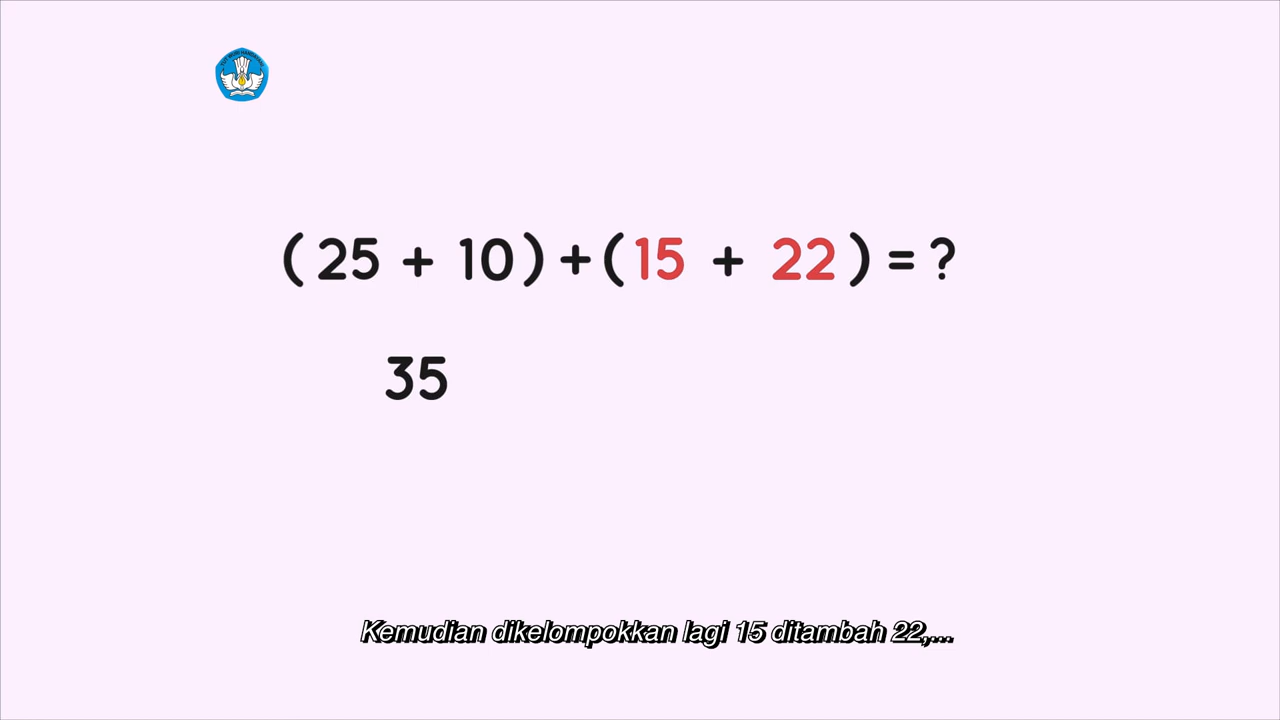 (25 + 10) + (15 + 22) = ?
35
Kemudian dikelompokkan lagi 15 ditambah 22,...